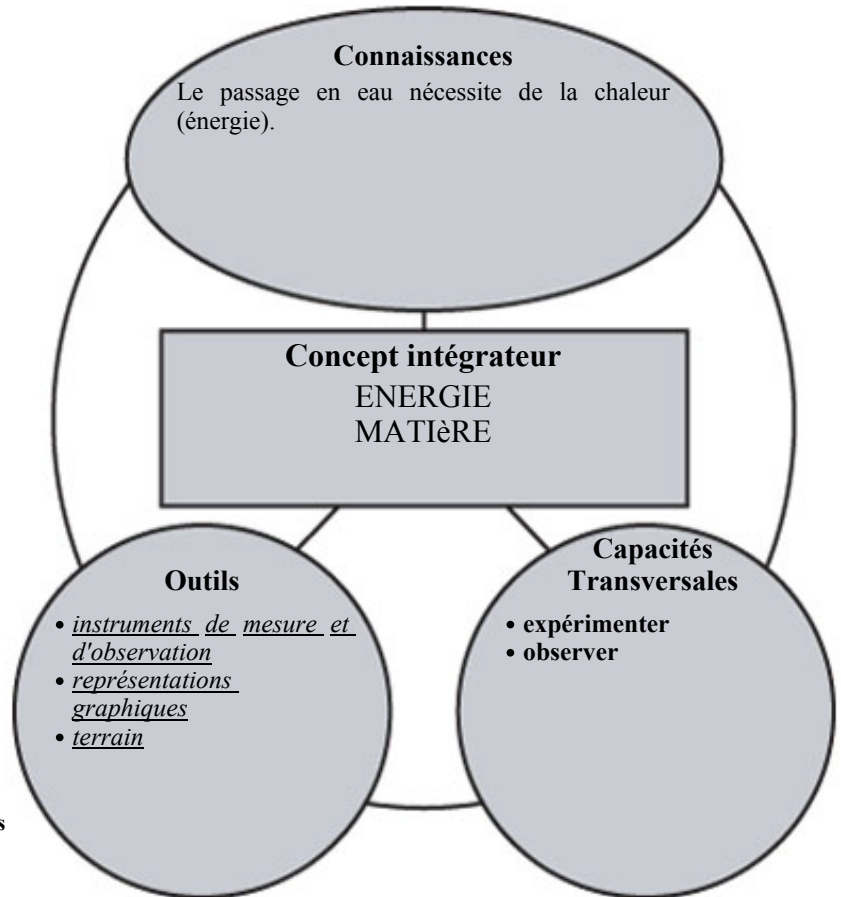 Connaissances
Le passage en eau nécessite de la chaleur
(énergie).
Concept intégrateur
ENERGIE
MATIèRE
Outils
• instruments de mesure et
d'observation
• représentations
graphiques
• terrain
Capacités
Transversales
• expérimenter
• observer
s